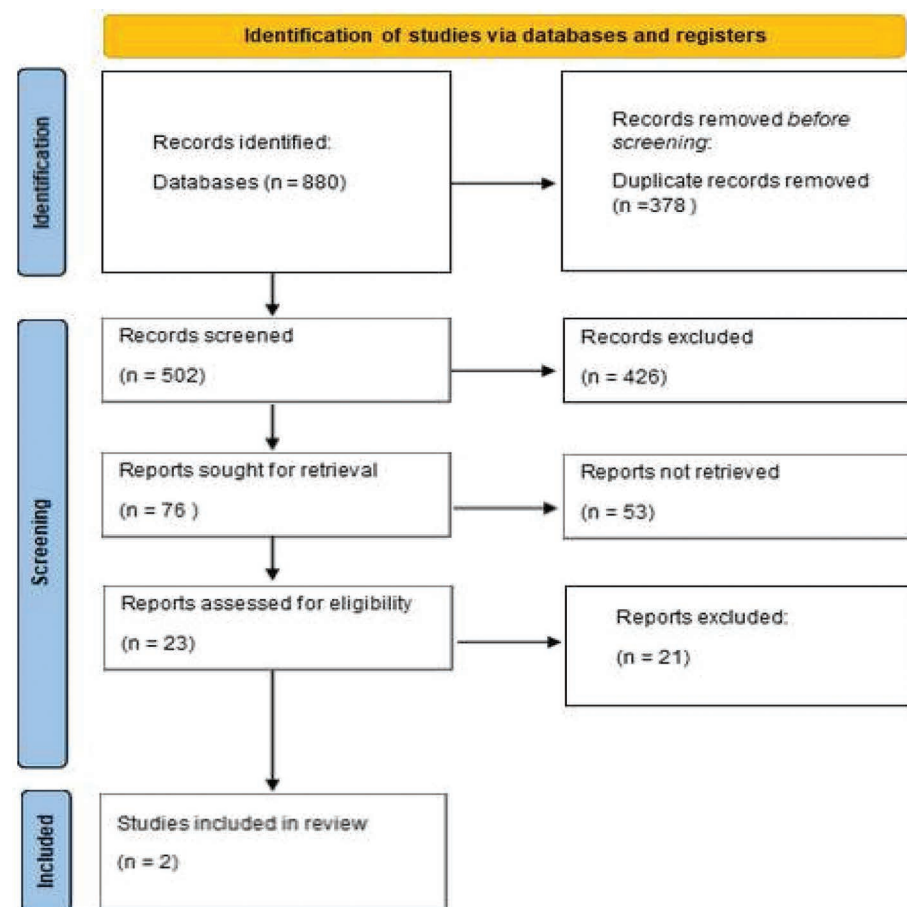 Identification of studies via databases and registers
Identification
Records identified:
Databases (n = 880)
Records removed before
screening:
Duplicate records removed
(n =378 )
Screening
Records screened
(n = 502)
Records excluded
(n = 426)
Reports sought for retrieval
(n = 76 )
Reports not retrieved
(n = 53)
Reports assessed for eligibility
(n = 23)
Reports excluded:
(n = 21)
Included
Studies included in review
(n = 2)